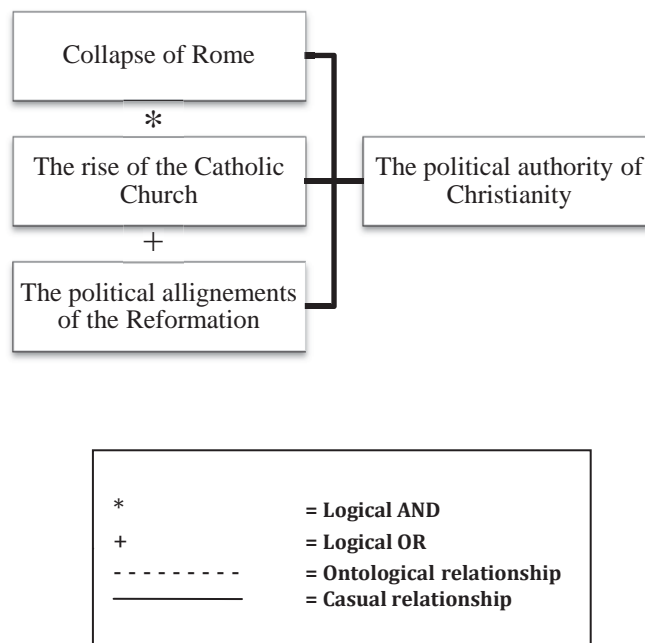 Collapse of Rome
*
The rise of the Catholic
Church
+
The political allignements
of the Reformation
The political authority of
Christianity
* = Logical AND
+ = Logical OR
- - - - - - - - - = Ontological relationship
= Casual relationship